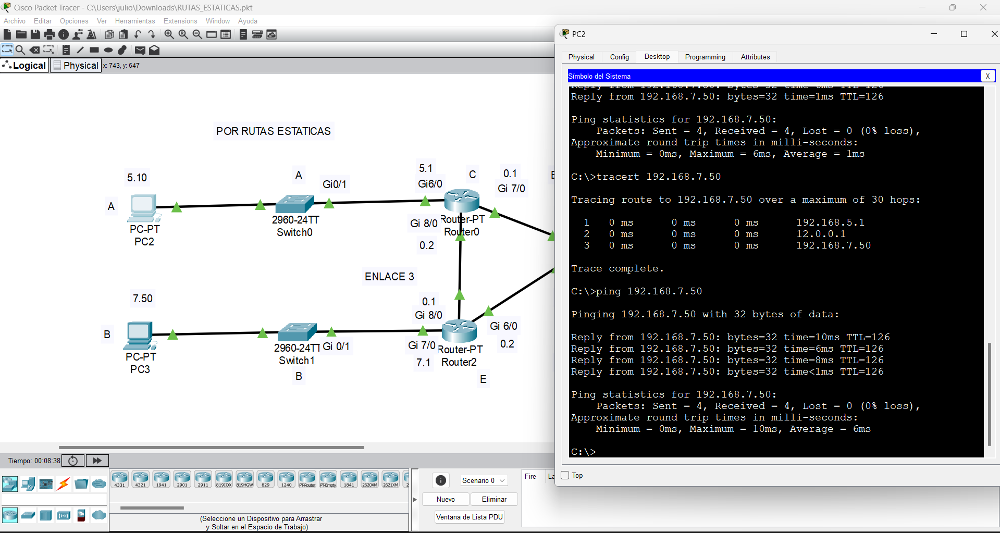 Cisco Packet Tracer - C:\Users\julio\Downloads\RUTAS_ESTATICAS.pkt
Archivo Editar Opciones Ver Herramientas Extensions Window Ayuda
Logical Physical x: 743, y: 647
POR RUTAS ESTATICAS
5.10
A
A
Gi0/1
5.1
Gi6/0
C
0.1
Gi 7/0
PC-PT
PC2
2960-24TT
Switch0
Gi 8/0
Router-PT
Router0
0.2
ENLACE 3
7.50
0.1
Gi 8/0
B
PC-PT
PC3
2960-24TT
Switch1
Gi 0/1
B
Gi 7/0
7.1
Router-PT
Router2
Gi 6/0
0.2
E
Tiempo: 00:08:38
4331 4321 1941 2901 2911 819IOX 819HGW 829 1240 PT-Router PT-Empty 1841 2620XM 2621XM
(Seleccione un Dispositivo para Arrastrar
y Soltar en el Espacio de Trabajo)
Scenario 0
Nuevo Eliminar
Ventana de Lista PDU
Fire
PC2
Physical Config Desktop Programming Attributes
Símbolo del Sistema
X
Reply from 192.168.7.50: bytes=32 time=1ms TTL=126
Ping statistics for 192.168.7.50:
Packets: Sent = 4, Received = 4, Lost = 0 (0% loss),
Approximate round trip times in milli-seconds:
Minimum = 0ms, Maximum = 6ms, Average = 1ms
C:\>tracert 192.168.7.50
Tracing route to 192.168.7.50 over a maximum of 30 hops:
1 0 ms 0 ms 0 ms 192.168.5.1
2 0 ms 0 ms 0 ms 12.0.0.1
3 0 ms 0 ms 0 ms 192.168.7.50
Trace complete.
C:\>ping 192.168.7.50
Pinging 192.168.7.50 with 32 bytes of data:
Reply from 192.168.7.50: bytes=32 time=10ms TTL=126
Reply from 192.168.7.50: bytes=32 time=6ms TTL=126
Reply from 192.168.7.50: bytes=32 time=8ms TTL=126
Reply from 192.168.7.50: bytes=32 time<1ms TTL=126
Ping statistics for 192.168.7.50:
Packets: Sent = 4, Received = 4, Lost = 0 (0% loss),
Approximate round trip times in milli-seconds:
Minimum = 0ms, Maximum = 10ms, Average = 6ms
C:\>
Top